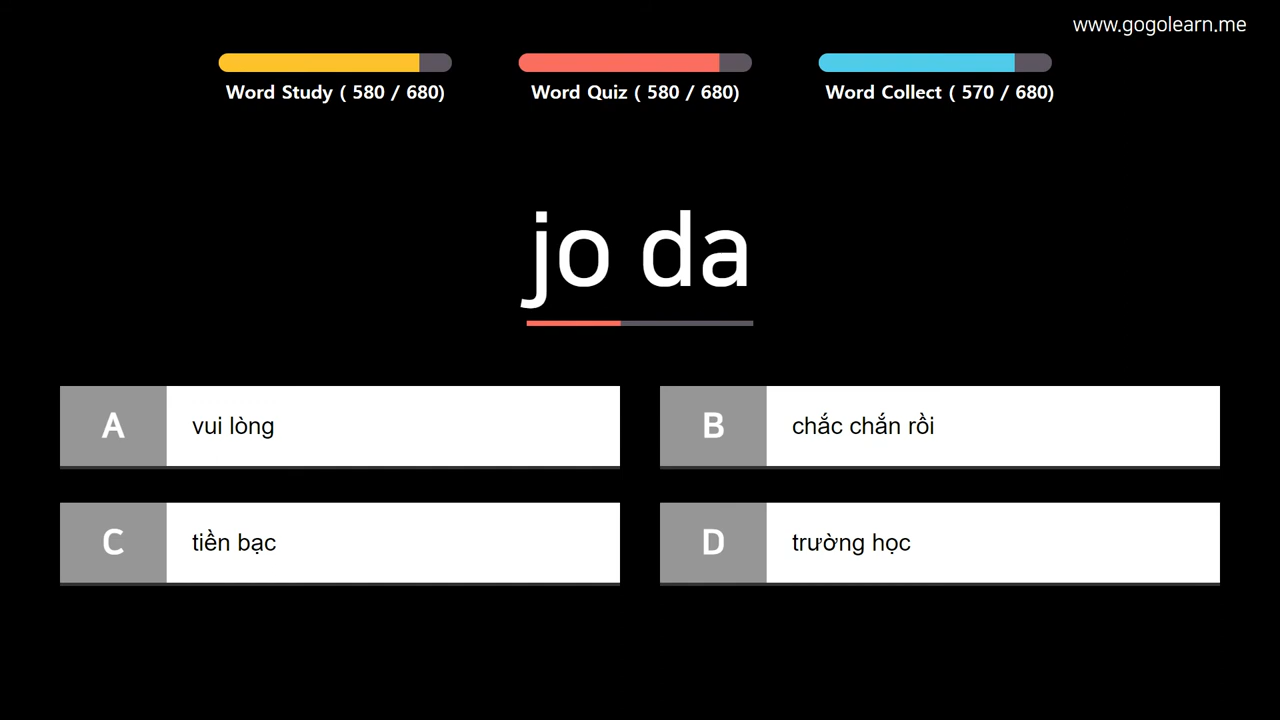 www.gogolearn.me
Word Study ( 580 / 680)
Word Quiz ( 580 / 680)
Word Collect ( 570 / 680)
jo da
A vui lòng
B chắc chắn rồi
C tiền bạc
D trường học